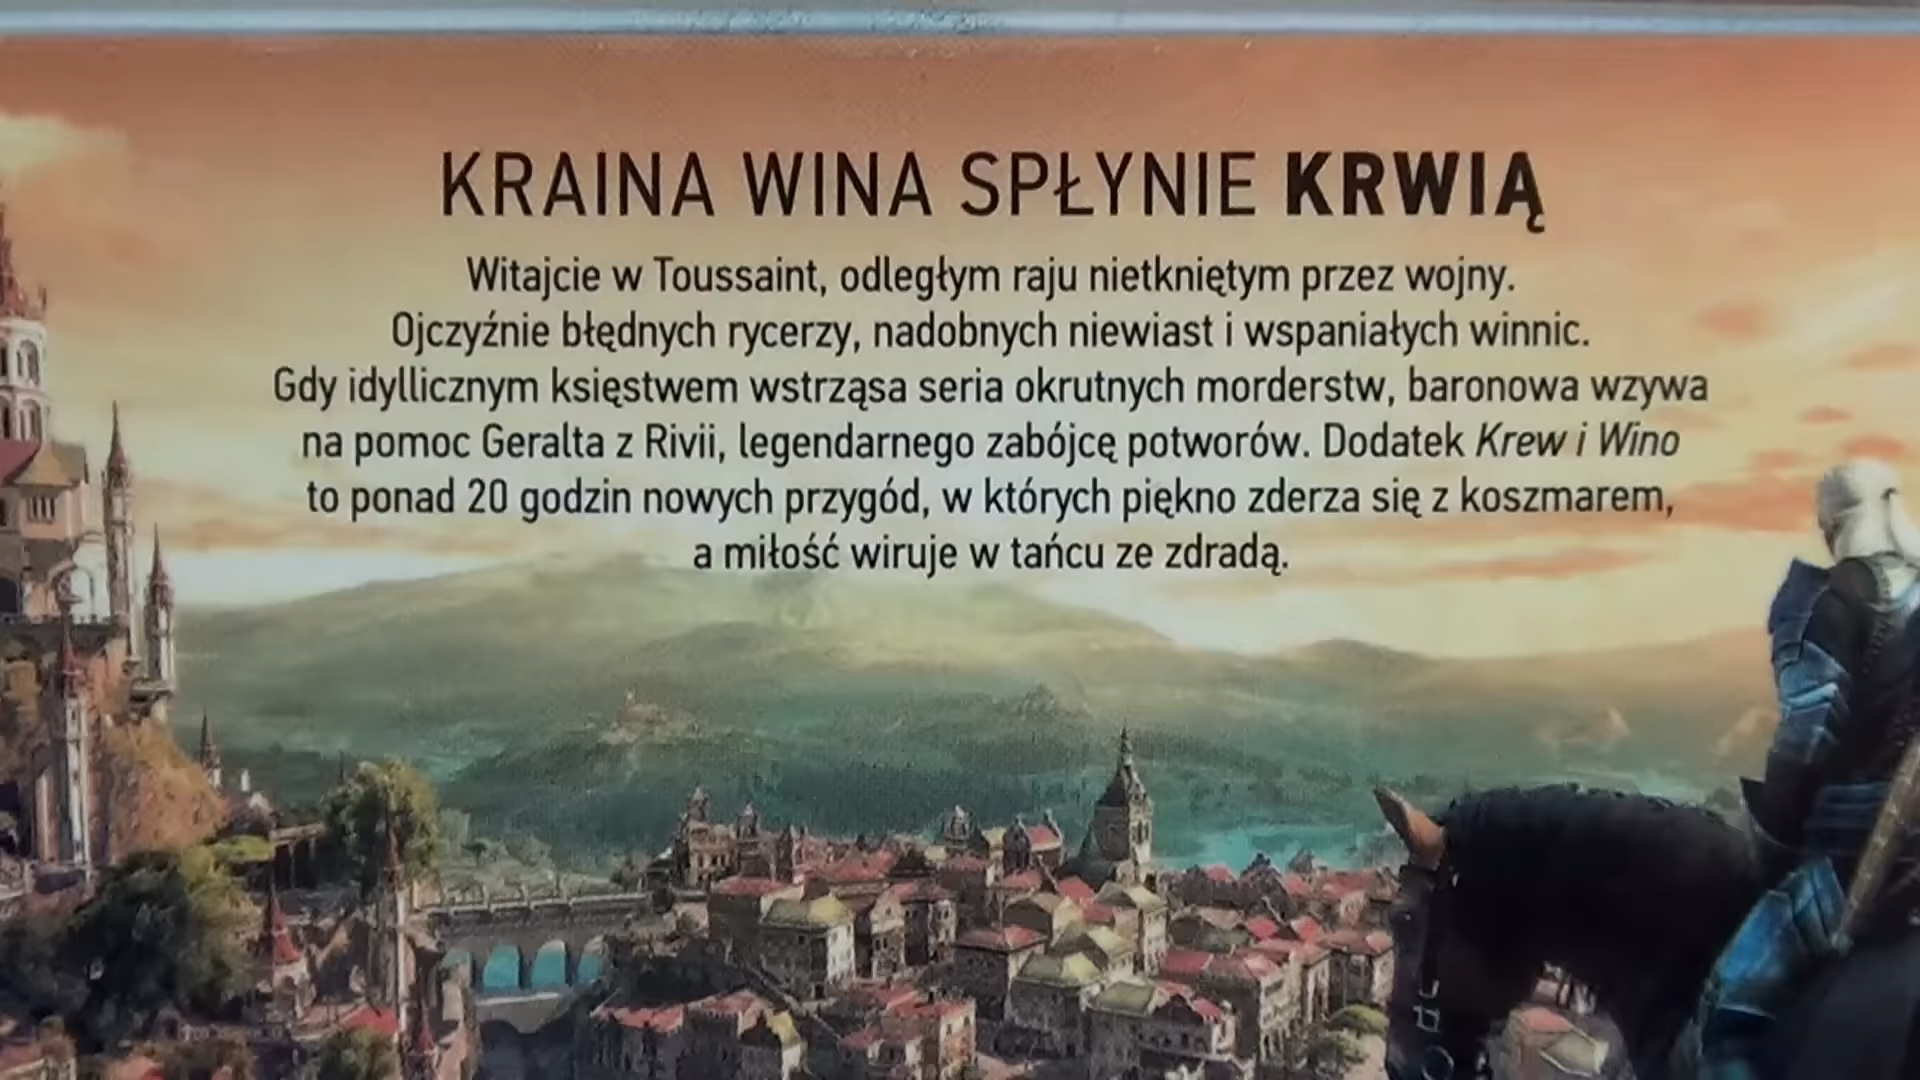 KRAINA WINA SPŁYNIE KRWIĄ
Witajcie w Toussaint, odległym raju nietkniętym przez wojny.
Ojczyźnie błędnych rycerzy, nadobnych niewiast i wspaniałych winnic.
Gdy idyllicznym księstwem wstrząsa seria okrutnych morderstw, baronowa wzywa
na pomoc Geralta z Rivii, legendarnego zabójcę potworów. Dodatek Krew i Wino
to ponad 20 godzin nowych przygód, w których piękno zderza się z koszmarem,
a miłość wiruje w tańcu ze zdradą.